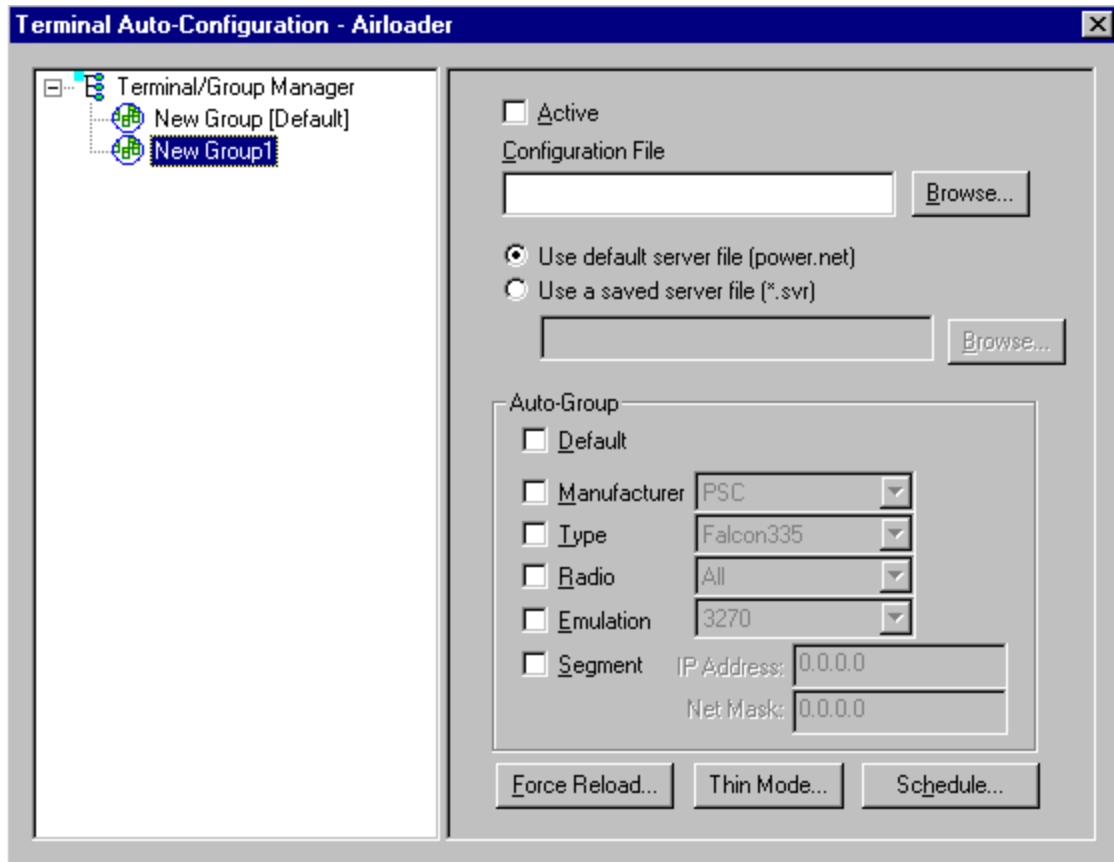 Terminal Auto-Configuration - Airloader
Terminal/Group Manager
New Group [Default]
New Group1
Active
Configuration File
Browse...
Use default server file (power.net)
Use a saved server file (*.svr)
Browse...
Auto-Group
Default
Manufacturer PSC
Type Falcon335
Radio All
Emulation 3270
Segment IP Address: 0.0.0.0
Net Mask: 0.0.0.0
Force Reload... Thin Mode... Schedule...